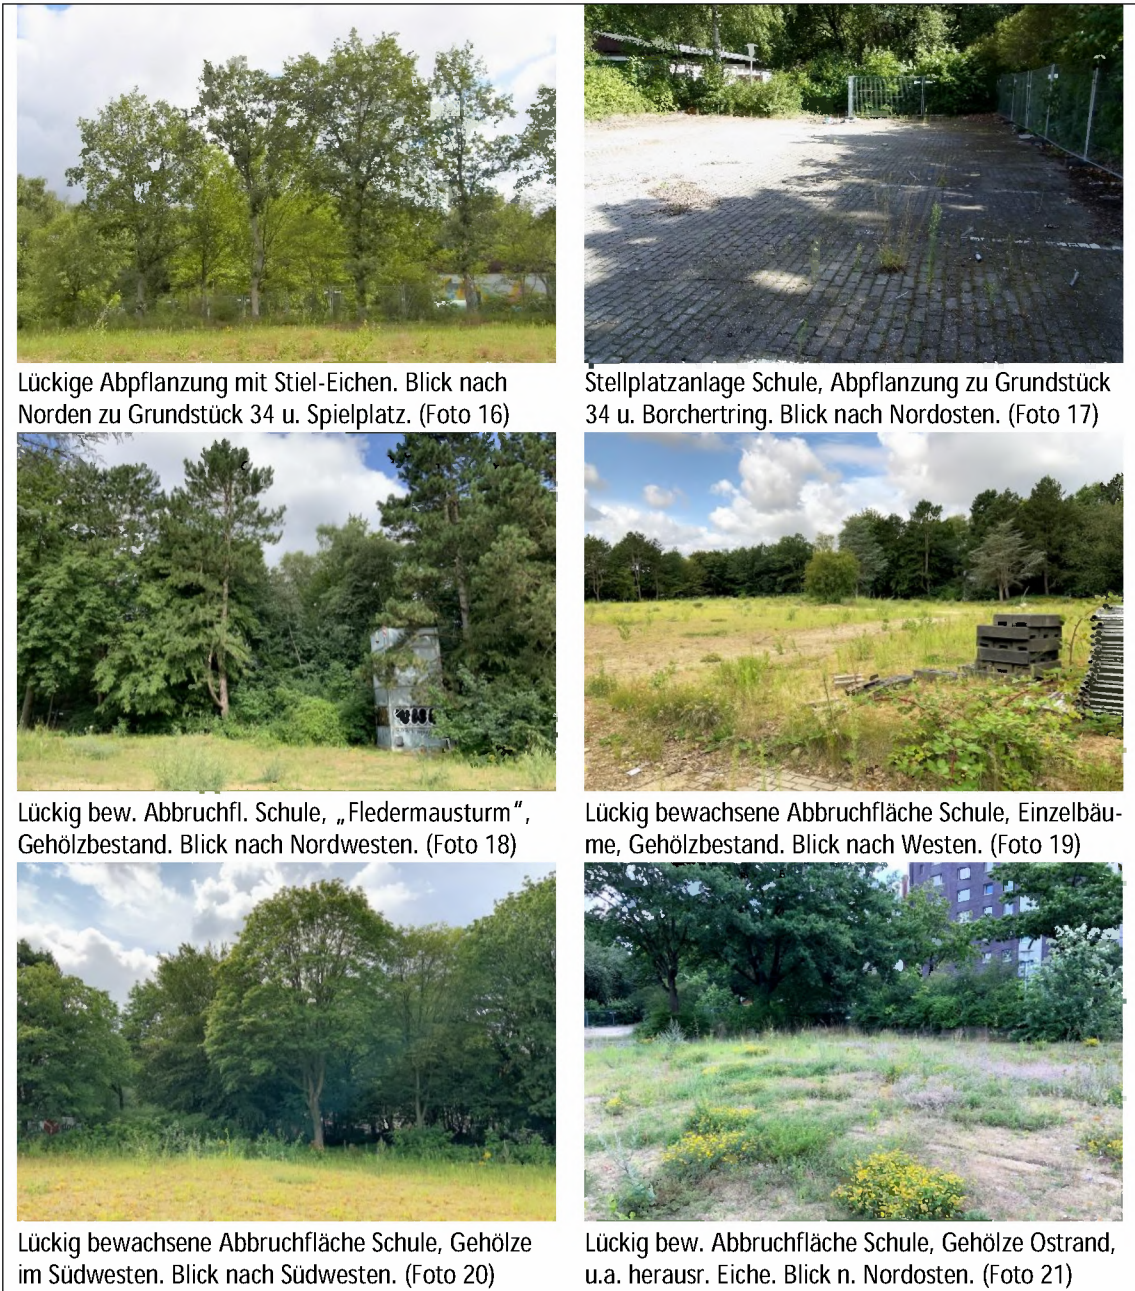 Lückige Abpflanzung mit Stiel-Eichen. Blick nach
Norden zu Grundstück 34 u. Spielplatz. (Foto 16)
Stellplatzanlage Schule, Abpflanzung zu Grundstück
34 u. Borchertring. Blick nach Nordosten. (Foto 17)
Lückig bew. Abbruchfl. Schule, „Fledermausturm“,
Gehölzbestand. Blick nach Nordwesten. (Foto 18)
Lückig bewachsene Abbruchfläche Schule, Einzelbäu-
me, Gehölzbestand. Blick nach Westen. (Foto 19)
Lückig bewachsene Abbruchfläche Schule, Gehölze
im Südwesten. Blick nach Südwesten. (Foto 20)
Lückig bew. Abbruchfläche Schule, Gehölze Ostrand,
u.a. herausr. Eiche. Blick n. Nordosten. (Foto 21)